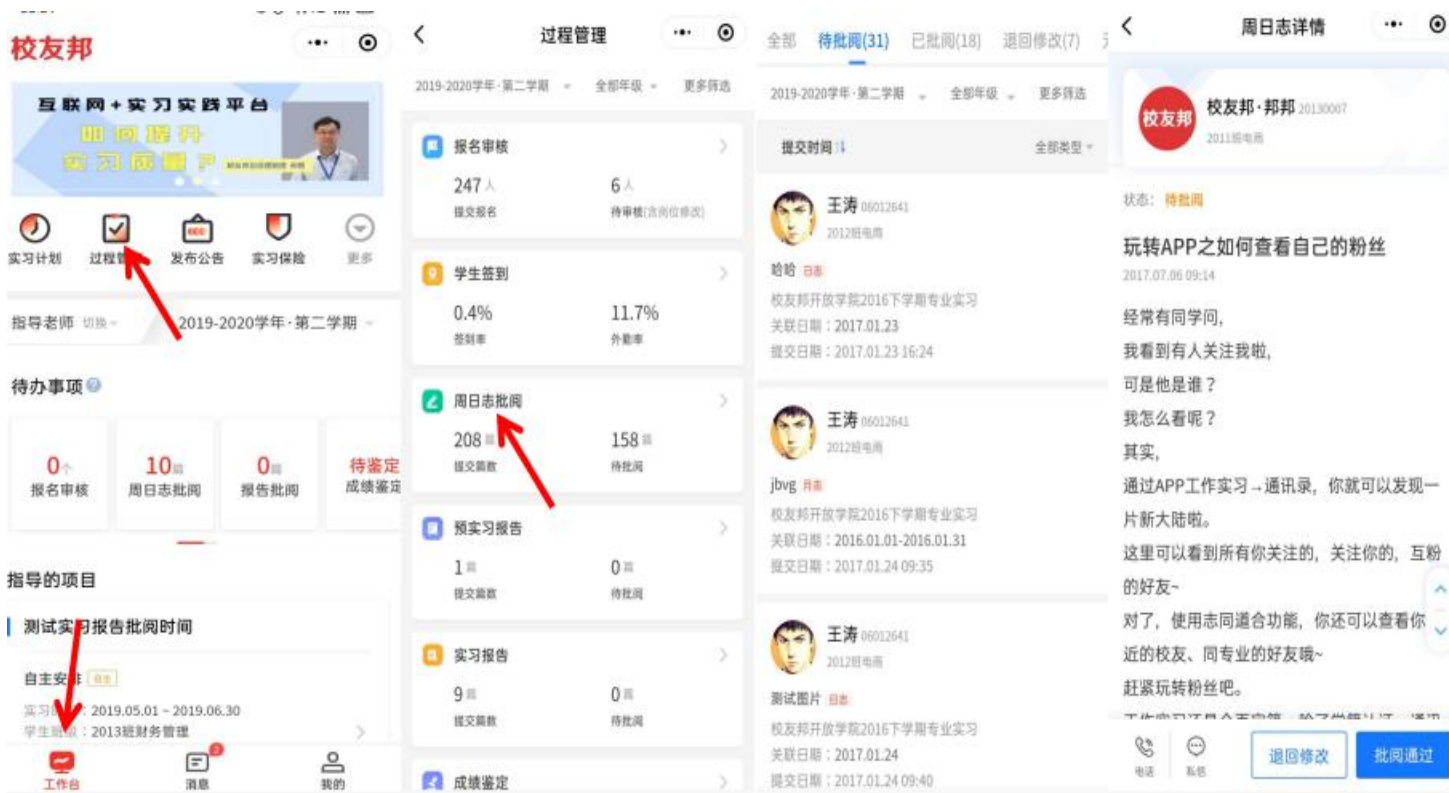 校友邦
互联网+实习实践平台
如何提升
实习质量?
实习计划
发布公告
实习保险
更多
指导老师 切换
2019-2020学年·第二学期
待办事项
0个
报名审核
10篇
周日志批阅
0篇
报告批阅
待鉴定
成绩鉴定
指导的项目
测试实习报告批阅时间
自主
2019.05.01 ~ 2019.06.30
2013班财务管理
工作台
消息
2
我的
过程管理
2019-2020学年·第二学期
全部年级
更多筛选
报名审核
247人
提交报名
6人
待审核(含岗位修改)
学生签到
0.4%
签到率
11.7%
外勤率
周日志批阅
208篇
提交篇数
158篇
待批阅
预实习报告
1篇
提交篇数
0篇
待批阅
实习报告
9篇
提交篇数
0篇
待批阅
成绩鉴定
全部
待批阅(31)
已批阅(18)
退回修改(7)
2019-2020学年·第二学期
全部年级
更多筛选
提交时间
全部类型
王涛 06012641
2012班电商
哈哈 日志
校友邦开放学院2016下学期专业实习
关联日期：2017.01.23
提交日期：2017.01.23 16:24
王涛 06012641
2012班电商
jbvg 月志
校友邦开放学院2016下学期专业实习
关联日期：2016.01.01-2016.01.31
提交日期：2017.01.24 09:35
王涛 06012641
2012班电商
测试图片 日志
校友邦开放学院2016下学期专业实习
关联日期：2017.01.24
提交日期：2017.01.24 09:40
周日志详情
校友邦
校友邦·邦邦 20130007
2011班电商
状态：待批阅
玩转APP之如何查看自己的粉丝
2017.07.06 09:14
经常有同学问,
我看到有人关注我啦,
可是他是谁？
我怎么看呢？
其实,
通过APP工作实习→通讯录，你就可以发现一
片新大陆啦。
这里可以看到所有你关注的，关注你的，互粉
的好友~
对了，使用志同道合功能，你还可以查看你
近的校友、同专业的好友哦~
赶紧玩转粉丝吧。
电话
私信
退回修改
批阅通过